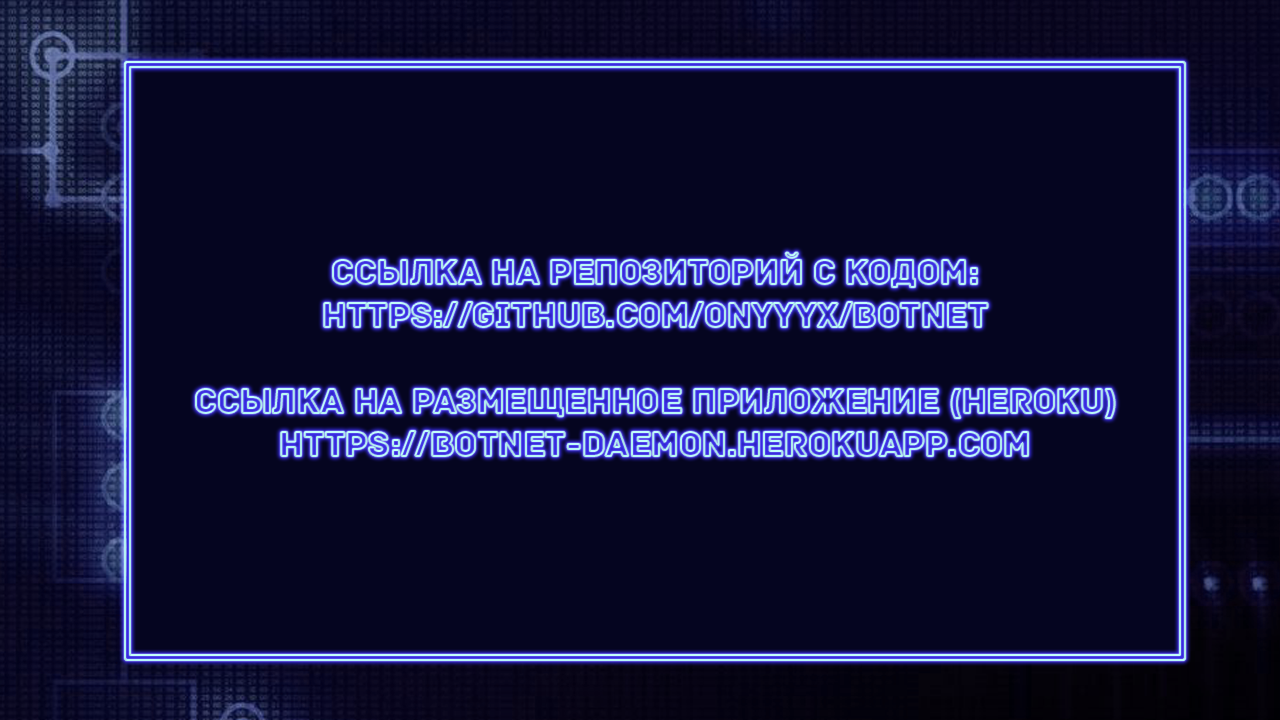 ССЫЛКА НА РЕПОЗИТОРИЙ С КОДОМ:
HTTPS://GITHUB.COM/ONYYYX/BOTNET
ССЫЛКА НА РАЗМЕЩЕННОЕ ПРИЛОЖЕНИЕ (HEROKU)
HTTPS://BOTNET-DAEMON.HEROKUAPP.COM